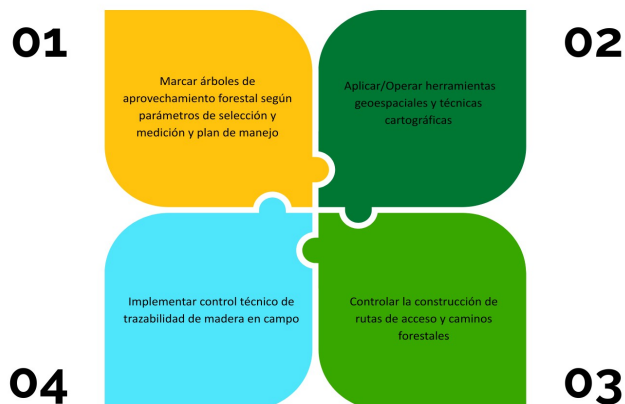 01
Marcar árboles de
aprovechamiento forestal según
parámetros de selección y
medición y plan de manejo
02
Aplicar/Operar herramientas
geoespaciales y técnicas
cartográficas
04
Implementar control técnico de
trazabilidad de madera en campo
03
Controlar la construcción de
rutas de acceso y caminos
forestales